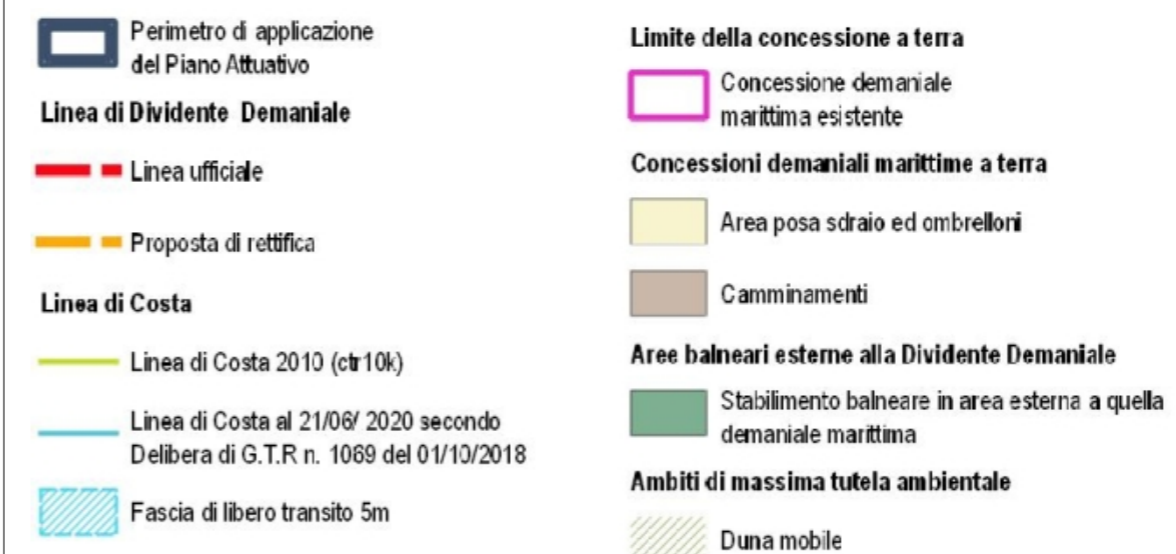 Perimetro di applicazione
del Piano Attuativo
Linea di Dividente Demaniale
Linea ufficiale
Proposta di rettifica
Linea di Costa
Linea di Costa 2010 (ctr10k)
Linea di Costa al 21/06/ 2020 secondo
Delibera di G.T.R n. 1069 del 01/10/2018
Fascia di libero transito 5m
Limite della concessione a terra
Concessione demaniale
marittima esistente
Concessioni demaniali marittime a terra
Area posa sdraio ed ombrelloni
Camminamenti
Aree balneari esterne alla Dividente Demaniale
Stabilimento balneare in area esterna a quella
demaniale marittima
Ambiti di massima tutela ambientale
Duna mobile